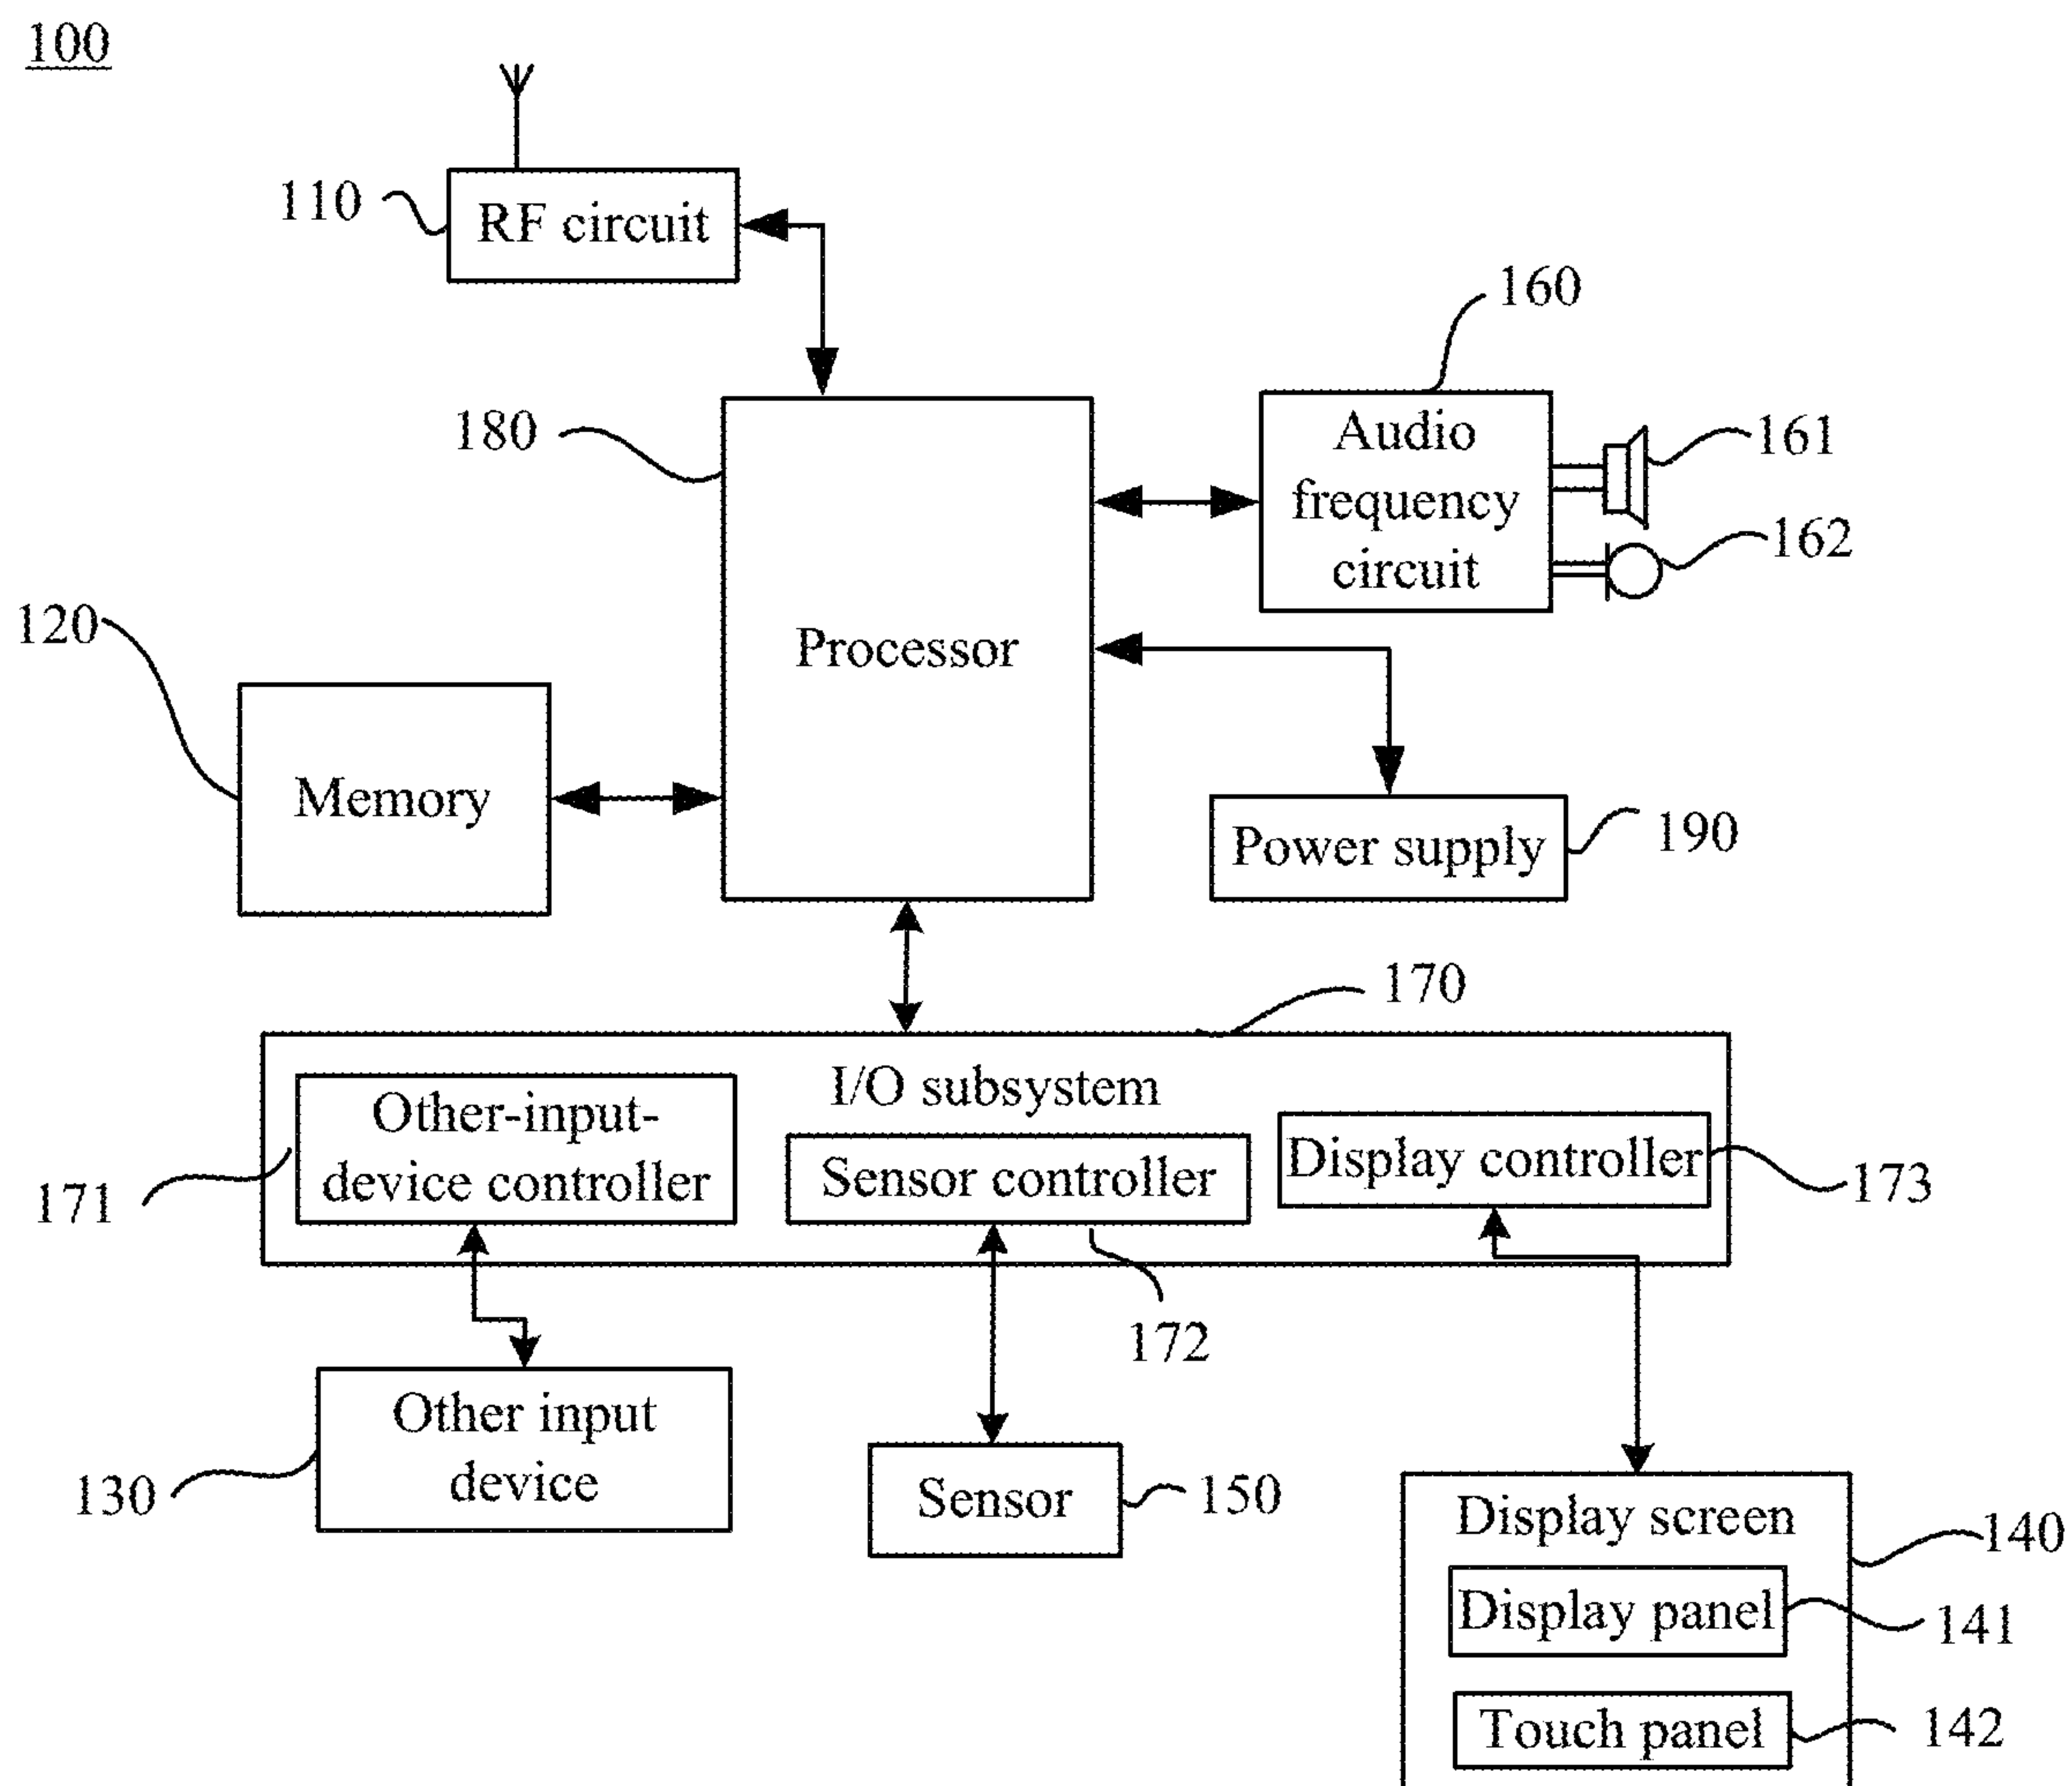 100
110
RF circuit
160
180
Audio
frequency
circuit
161
162
Processor
120
Memory
Power supply
190
170
I/O subsystem
Other-input-
device controller
171
Sensor controller
172
Display controller
173
Other input
device
130
Sensor
150
Display screen
140
Display panel
141
Touch panel
142